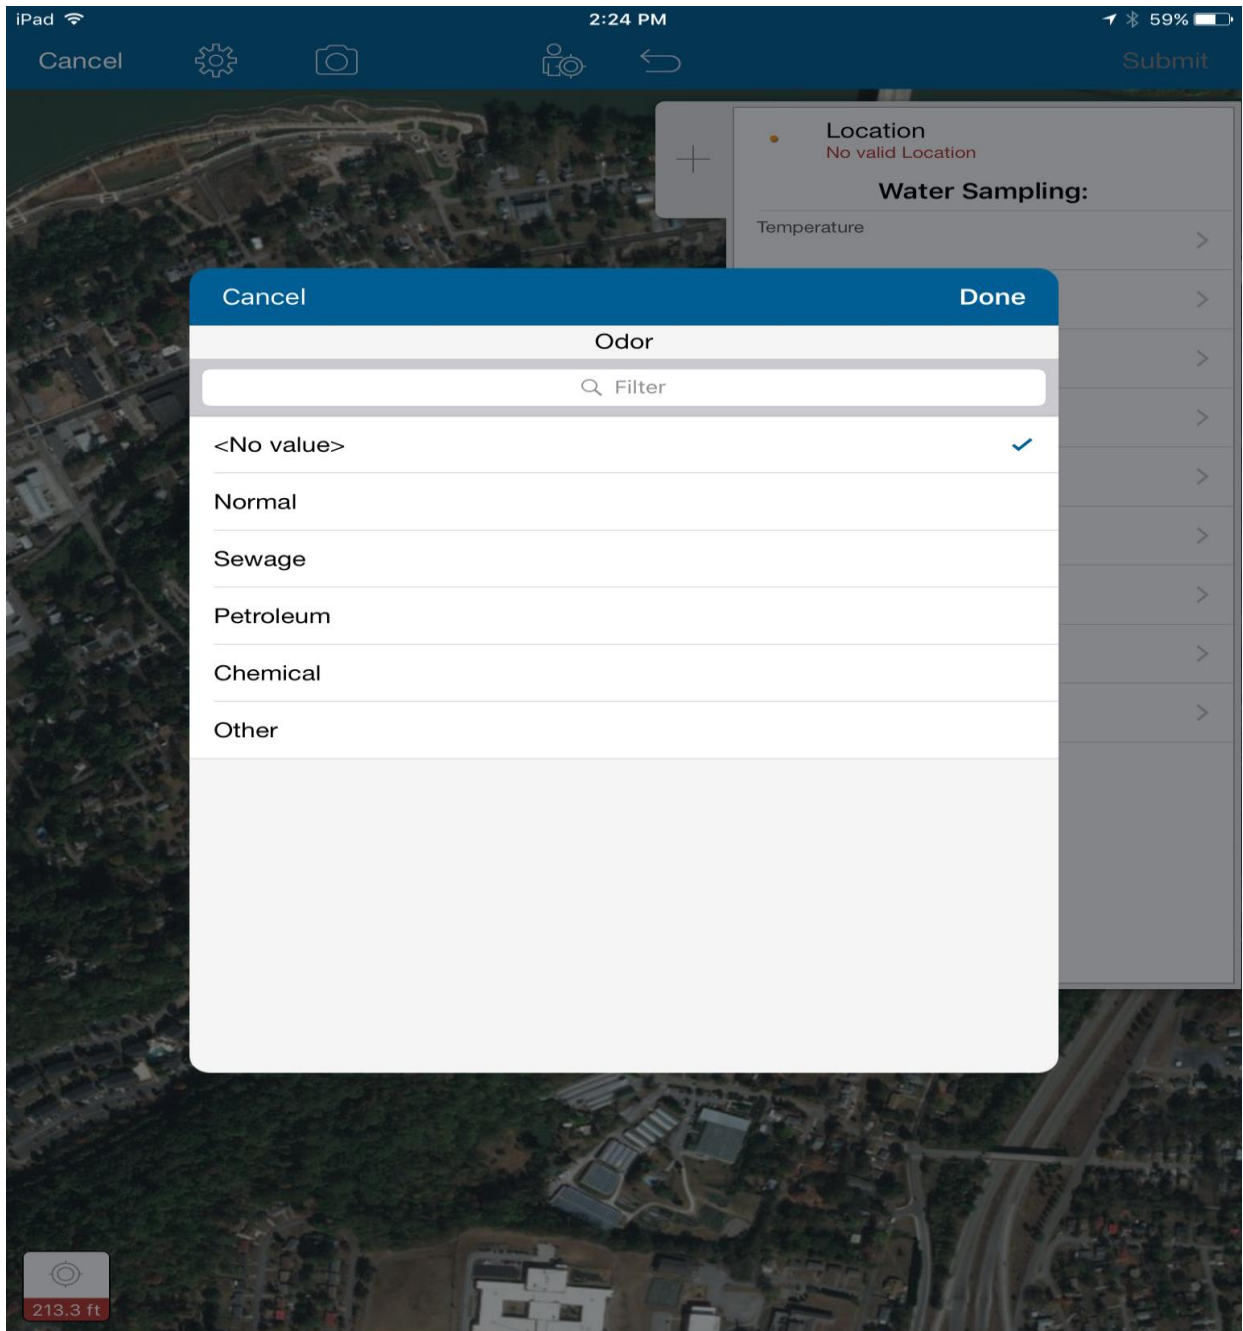 iPad 2:24 PM 59%
Cancel Submit
Location
No valid Location
Water Sampling:
Temperature
Cancel Done
Odor
Filter
<No value>
Normal
Sewage
Petroleum
Chemical
Other
213.3 ft